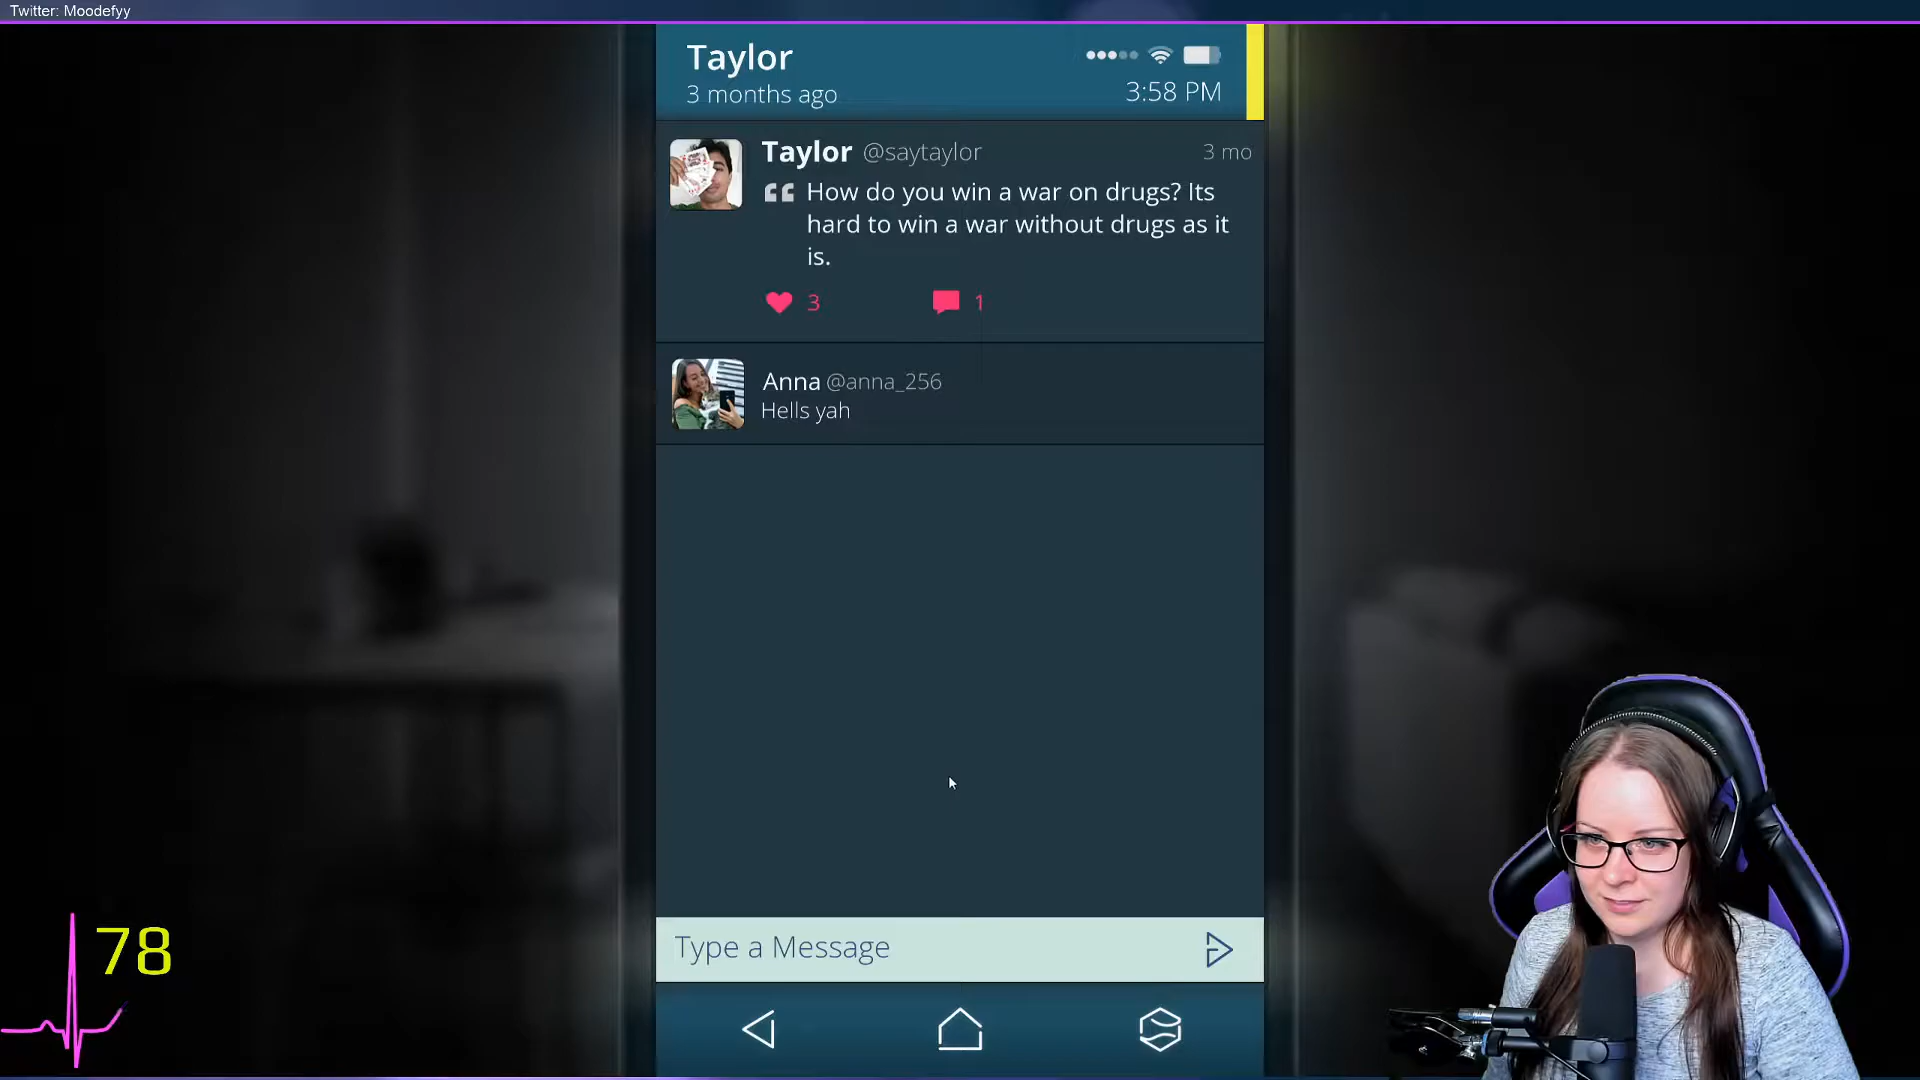 Twitter: Moodefyy
Taylor
3 months ago
3:58 PM
Taylor @saytaylor
3 mo
How do you win a war on drugs? Its
hard to win a war without drugs as it
is.
3
1
Anna @anna_256
Hells yah
Type a Message
78